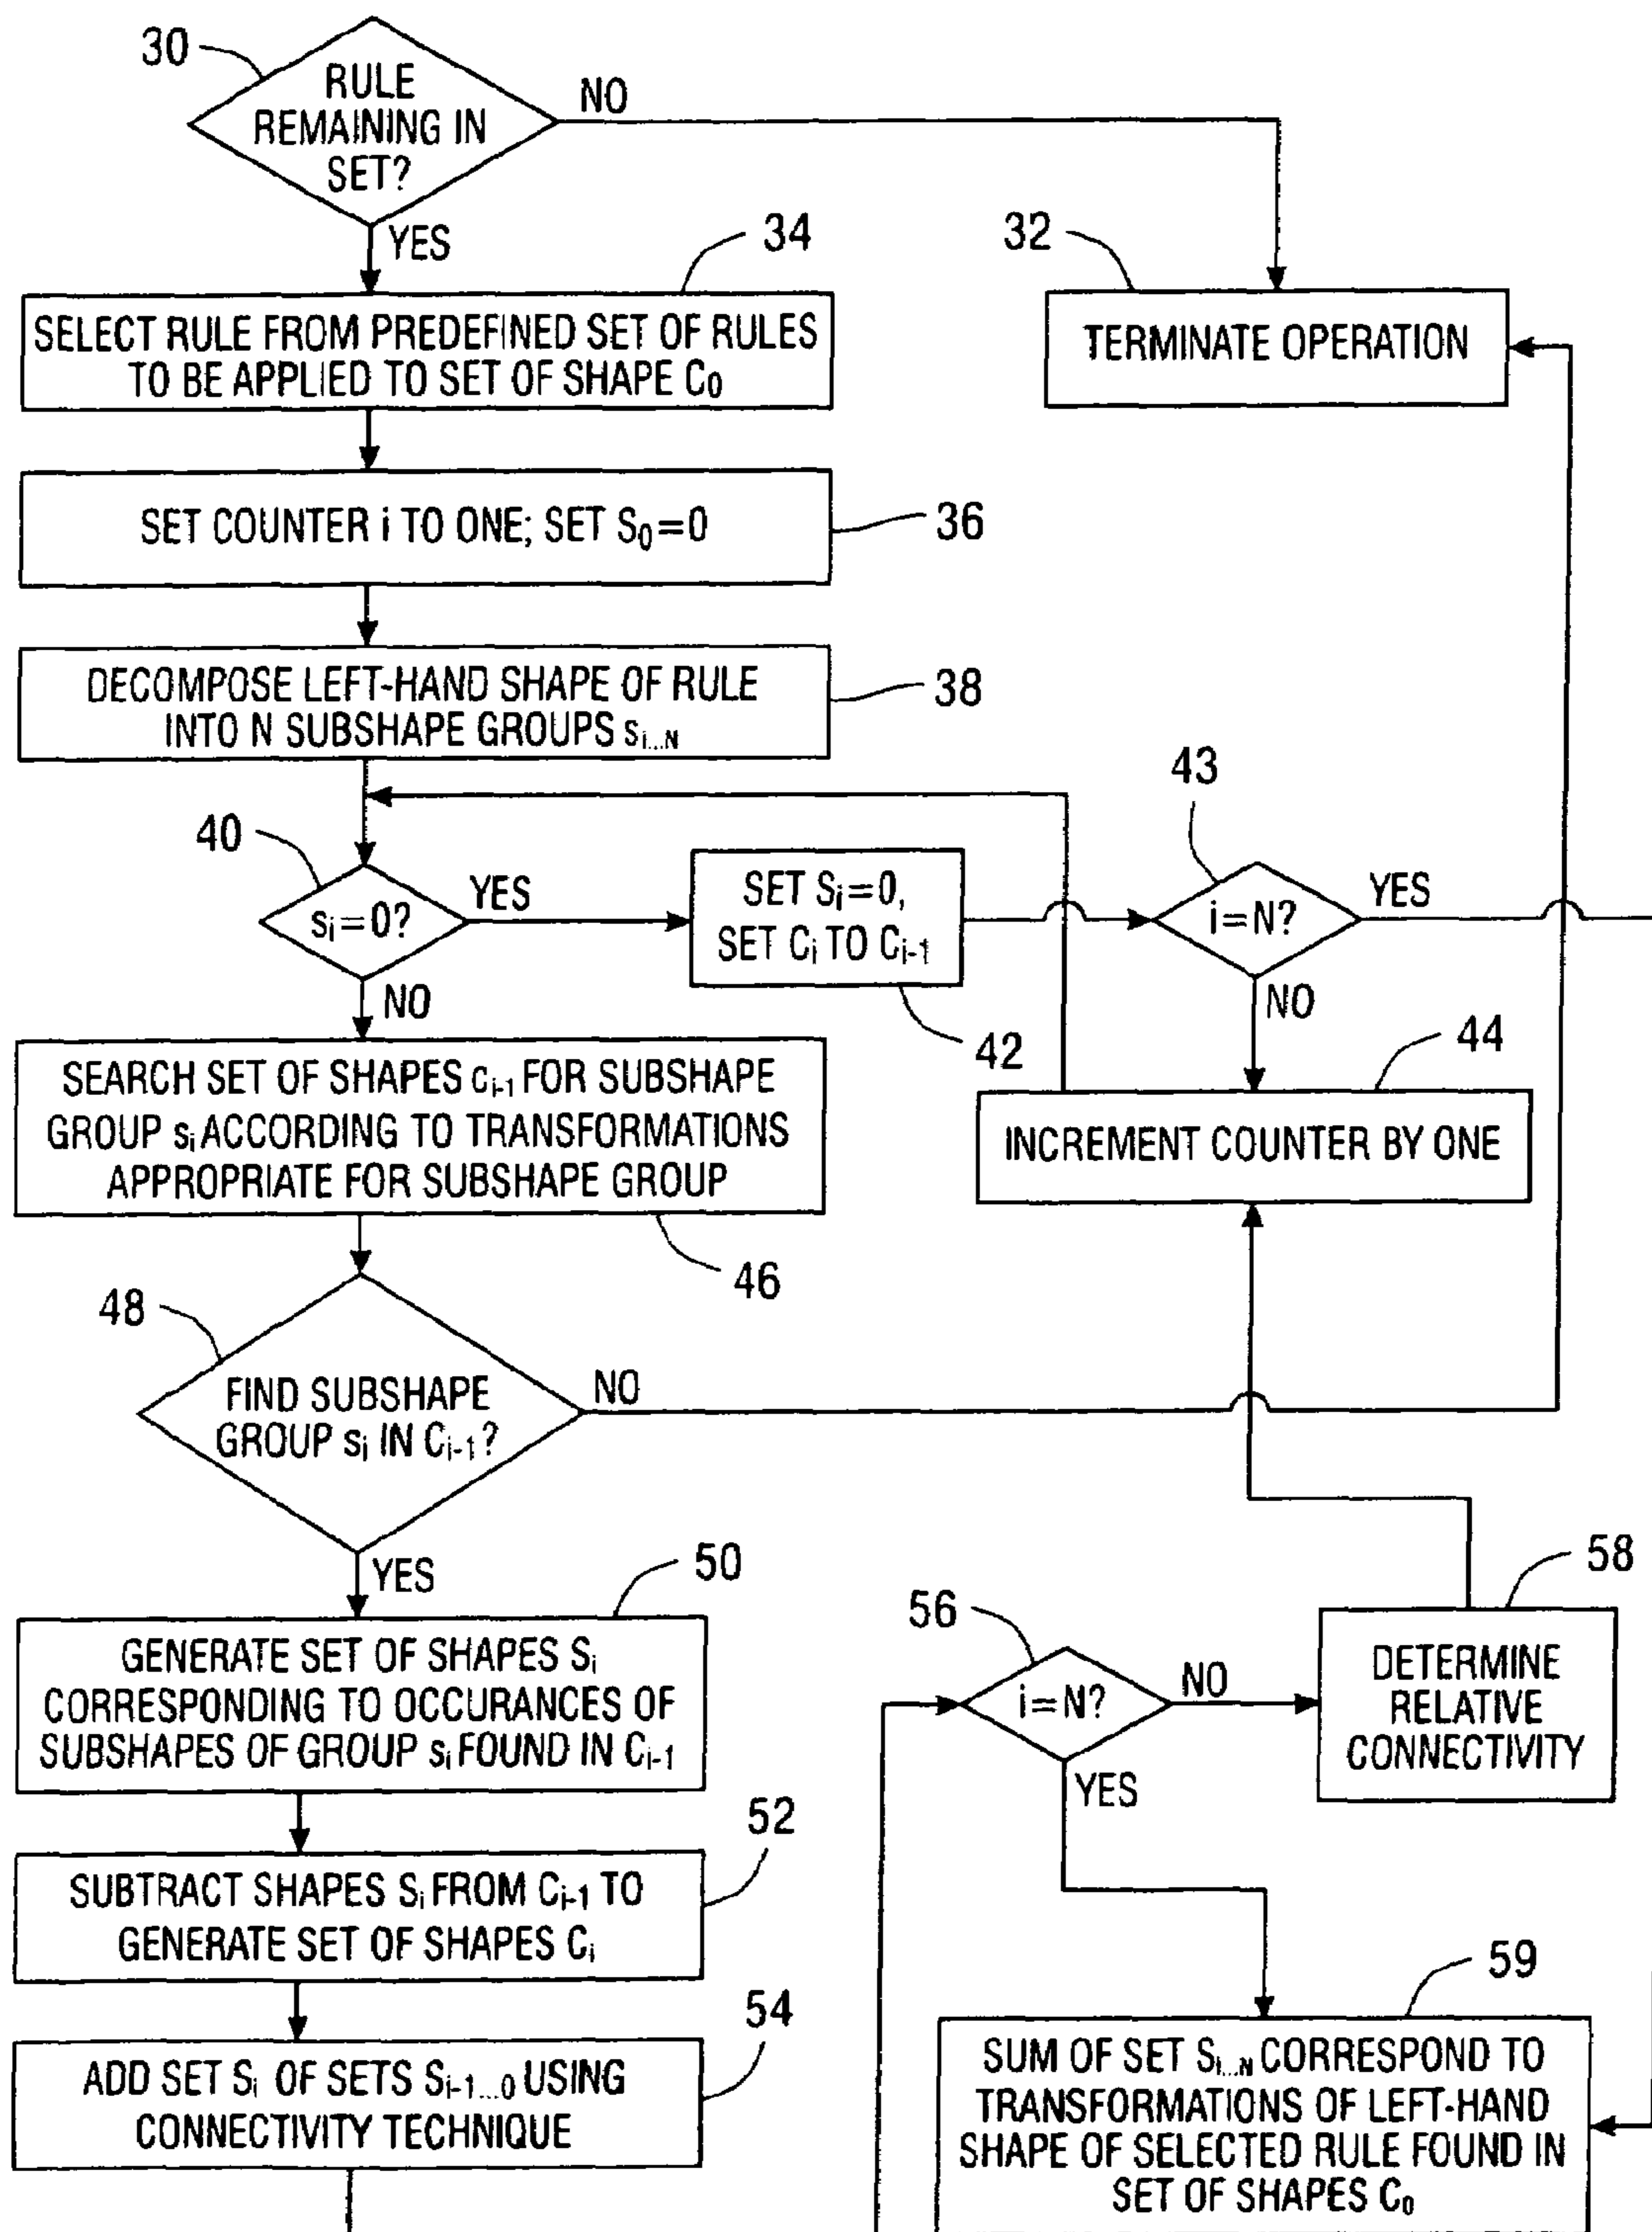 30
RULE
REMAINING IN
SET?
NO
YES
34
32
SELECT RULE FROM PREDEFINED SET OF RULES
TO BE APPLIED TO SET OF SHAPE C₀
TERMINATE OPERATION
SET COUNTER i TO ONE; SET S₀=0
36
DECOMPOSE LEFT-HAND SHAPE OF RULE
INTO N SUBSHAPE GROUPS sᵢ...N
38
43
40
sᵢ=0?
YES
SET Sᵢ=0,
SET Cᵢ TO Cᵢ₋₁
i=N?
YES
NO
42
NO
44
SEARCH SET OF SHAPES Cᵢ₋₁ FOR SUBSHAPE
GROUP sᵢ ACCORDING TO TRANSFORMATIONS
APPROPRIATE FOR SUBSHAPE GROUP
INCREMENT COUNTER BY ONE
46
48
FIND SUBSHAPE
GROUP sᵢ IN Cᵢ₋₁?
NO
YES
50
GENERATE SET OF SHAPES Sᵢ
CORRESPONDING TO OCCURANCES OF
SUBSHAPES OF GROUP sᵢ FOUND IN Cᵢ₋₁
56
i=N?
NO
YES
58
DETERMINE
RELATIVE
CONNECTIVITY
52
SUBTRACT SHAPES Sᵢ FROM Cᵢ₋₁ TO
GENERATE SET OF SHAPES Cᵢ
54
ADD SET Sᵢ OF SETS Sᵢ₋₁...₀ USING
CONNECTIVITY TECHNIQUE
59
SUM OF SET Sᵢ...N CORRESPOND TO
TRANSFORMATIONS OF LEFT-HAND
SHAPE OF SELECTED RULE FOUND IN
SET OF SHAPES C₀